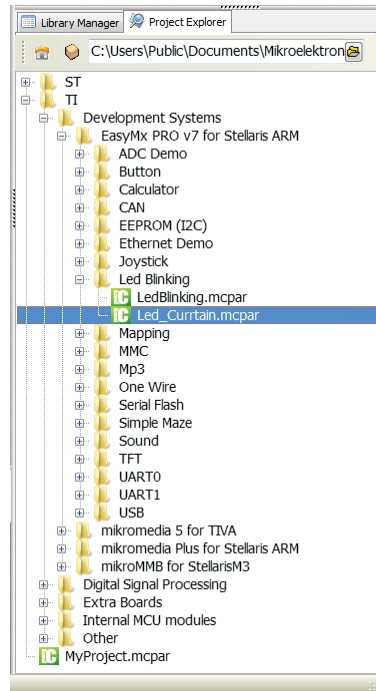 Library Manager Project Explorer
C:\Users\Public\Documents\Mikroelektron
ST
TI
Development Systems
EasyMx PRO v7 for Stellaris ARM
ADC Demo
Button
Calculator
CAN
EEPROM (I2C)
Ethernet Demo
Joystick
Led Blinking
LedBlinking.mcpar
Led_Currtain.mcpar
Mapping
MMC
Mp3
One Wire
Serial Flash
Simple Maze
Sound
TFT
UART0
UART1
USB
mikromedia 5 for TIVA
mikromedia Plus for Stellaris ARM
mikroMMB for StellarisM3
Digital Signal Processing
Extra Boards
Internal MCU modules
Other
MyProject.mcpar